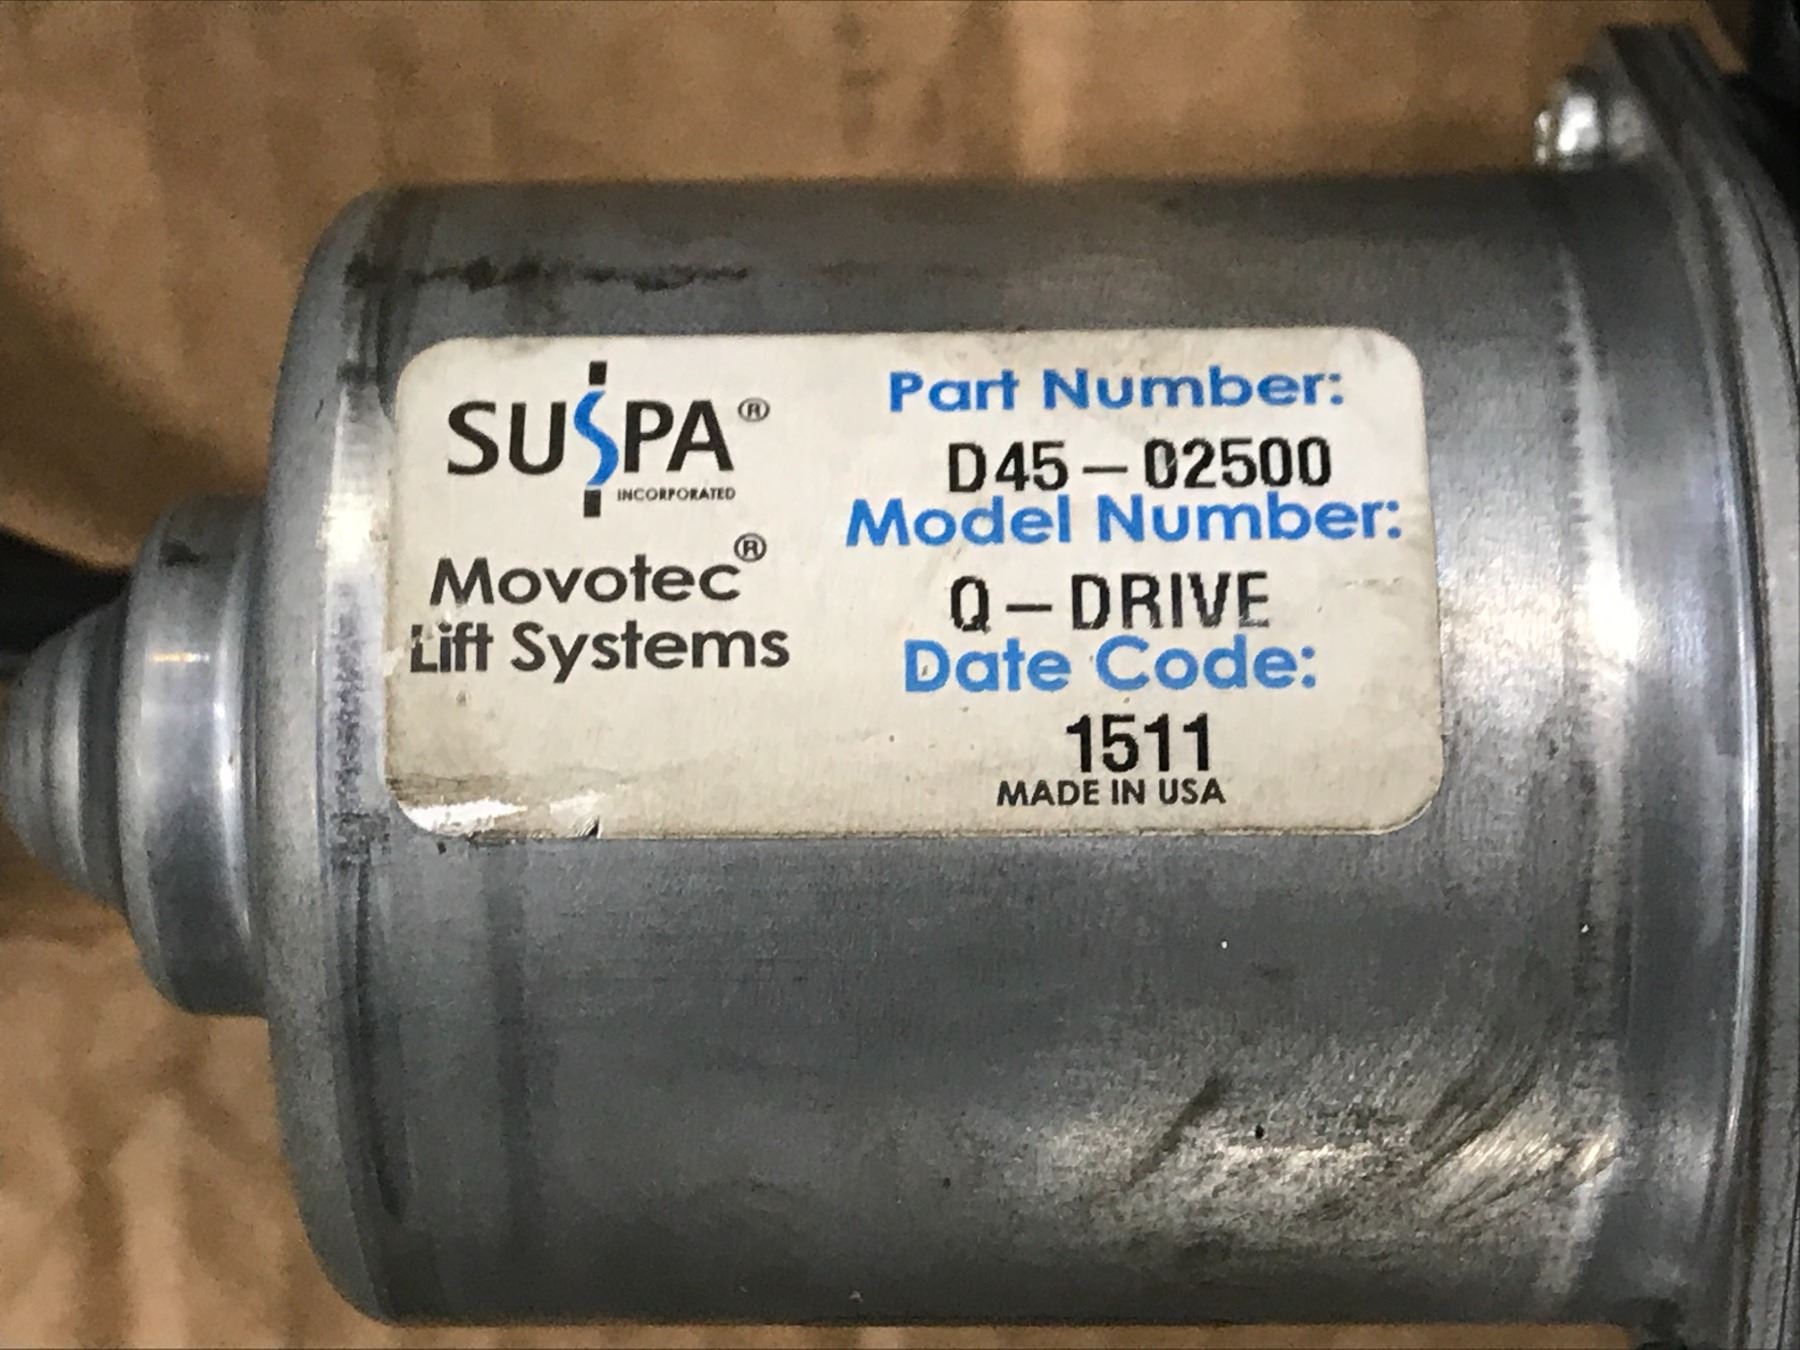 SUSPA®
INCORPORATED
Movotec®
Lift Systems
Part Number:
D45-02500
Model Number:
Q-DRIVE
Date Code:
1511
MADE IN USA